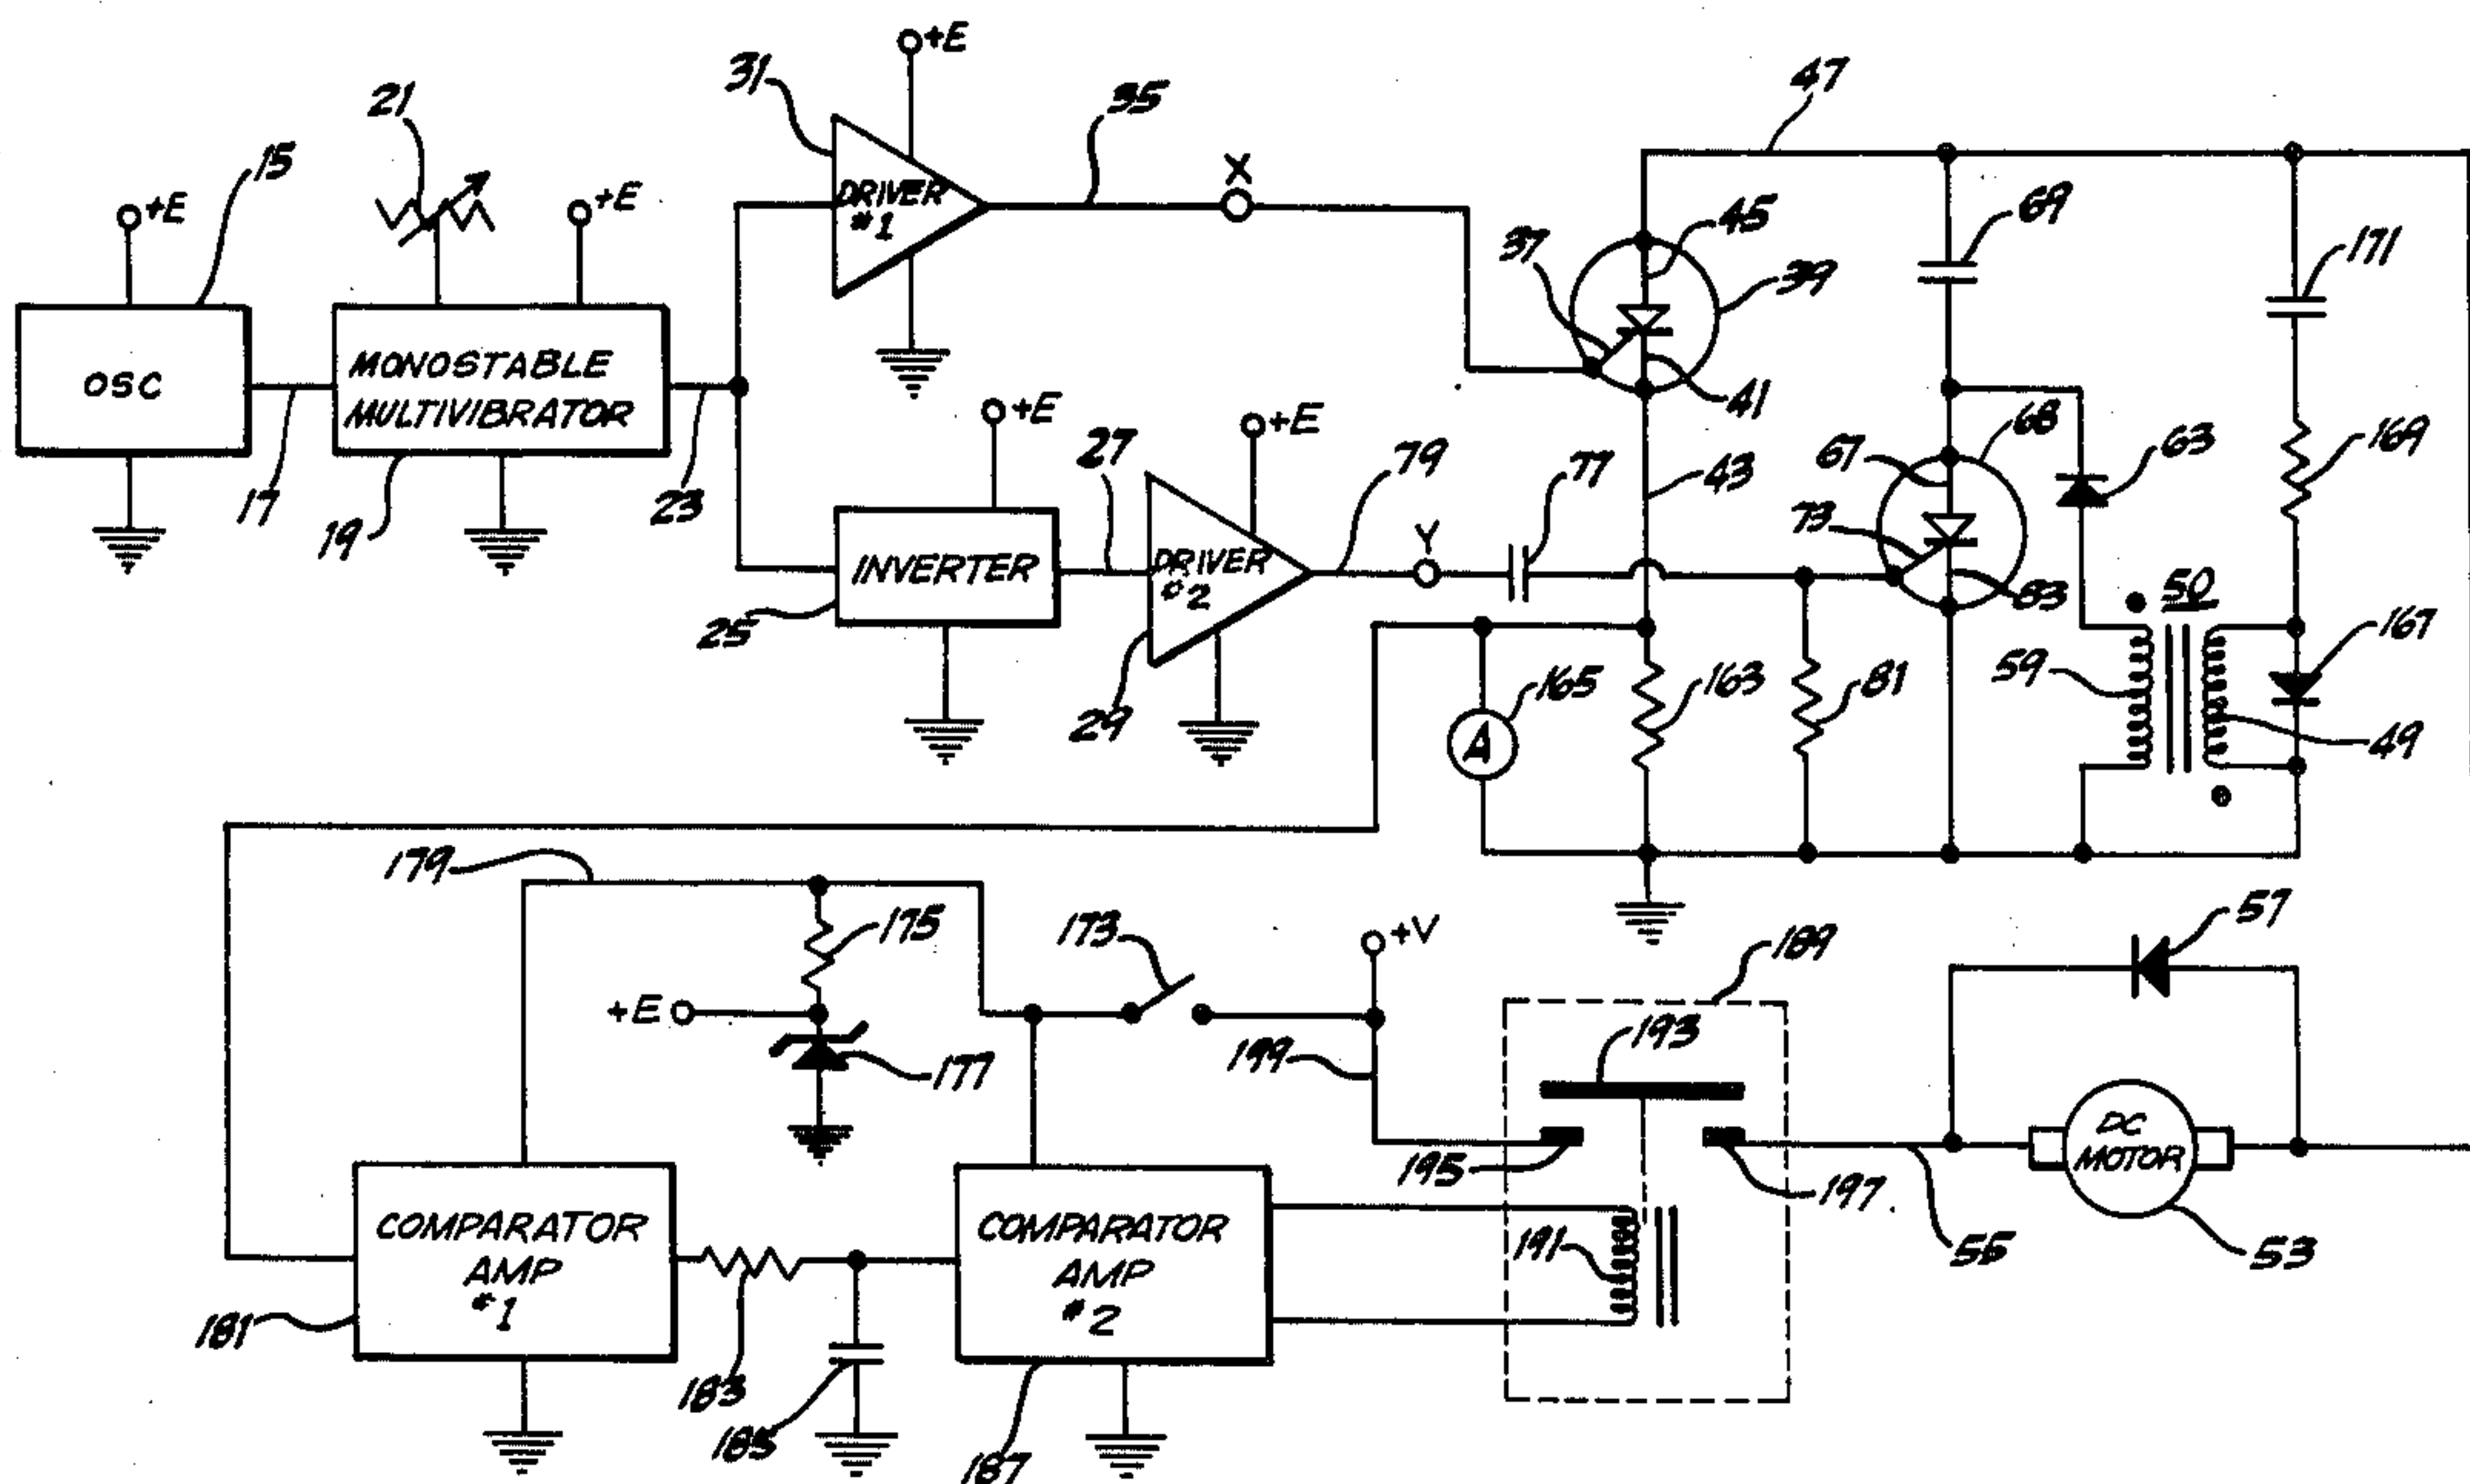 +E
31
35
47
X
21
15
+E
+E
DRIVER
#1
45
69
37
39
171
OSC
MONOSTABLE
MULTIVIBRATOR
41
+E
+E
27
79
77
43
67
68
63
169
17
19
23
73
Y
INVERTER
DRIVER
#2
83
50
25
29
165
163
81
59
167
49
A
179
175
173
+V
189
57
+E
177
199
193
195
197
DC
MOTOR
55
53
COMPARATOR
AMP
#1
COMPARATOR
AMP
#2
191
181
183
185
187